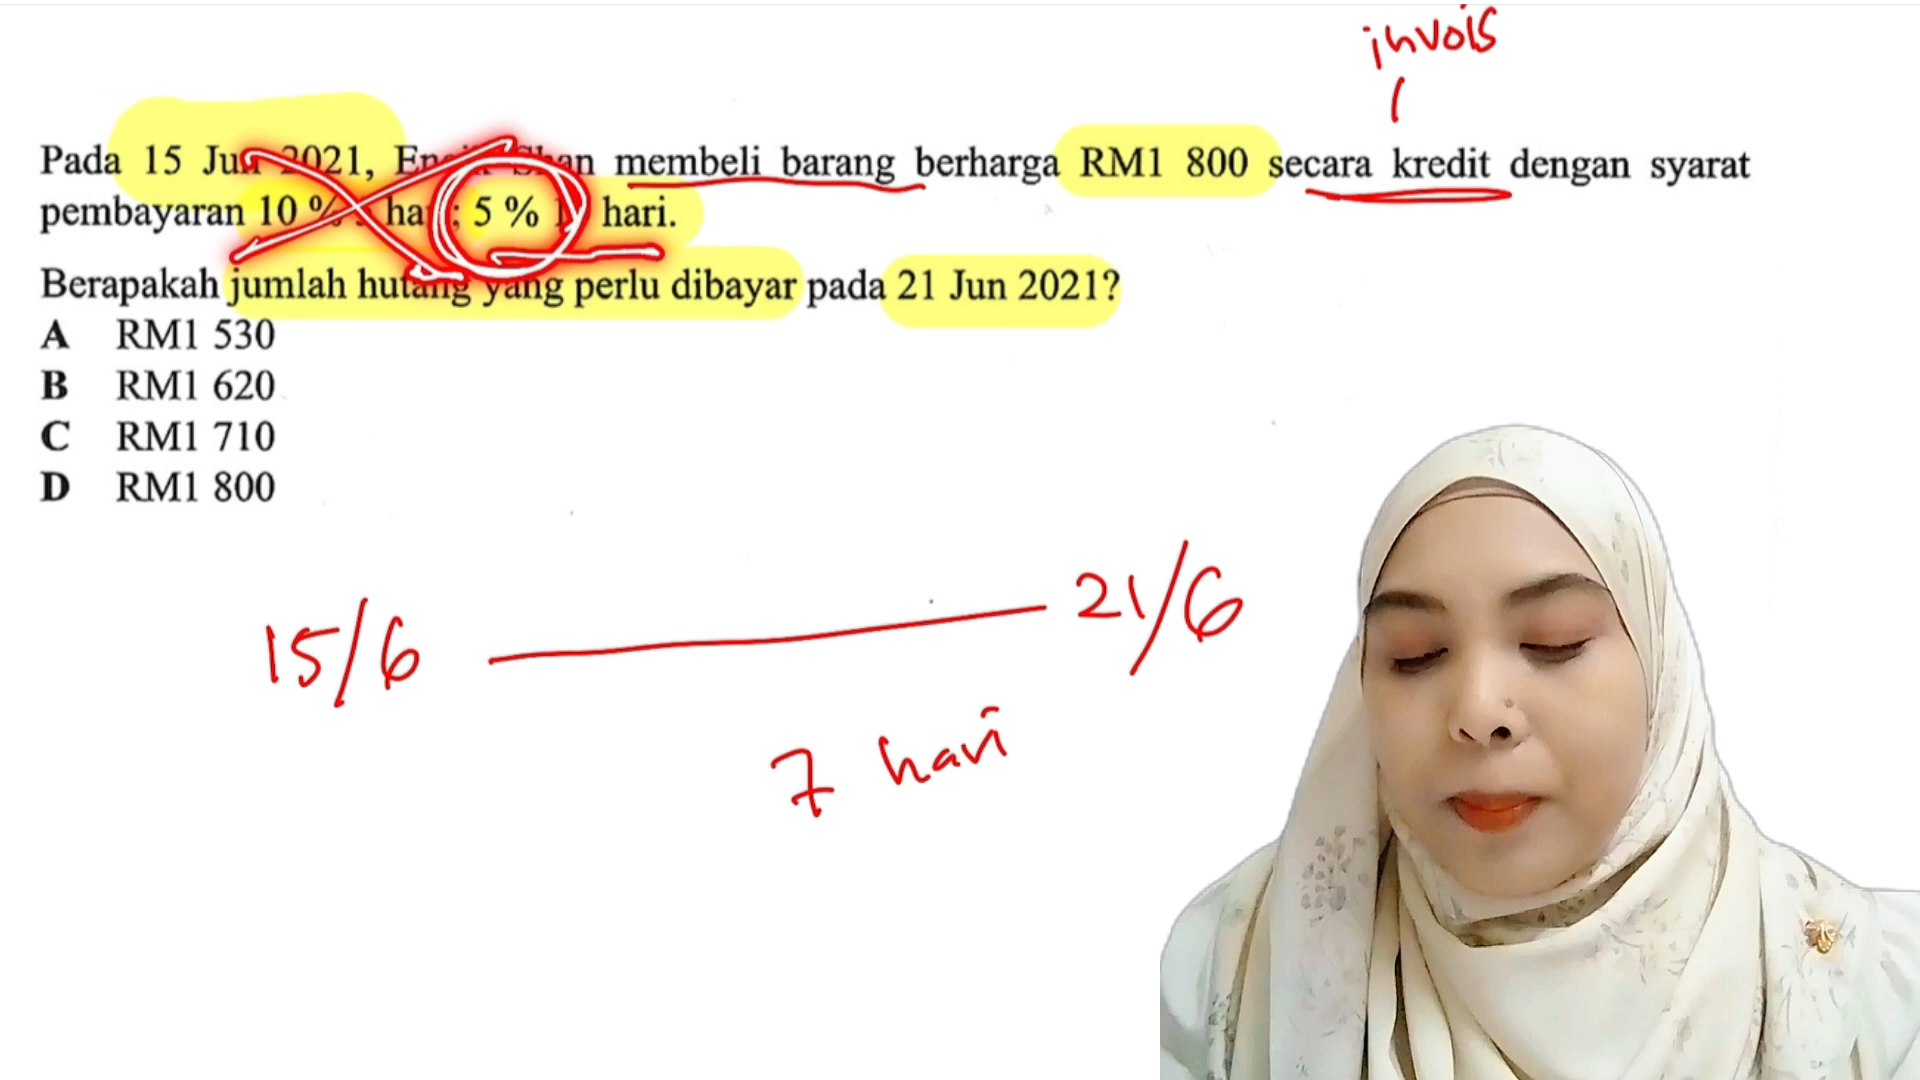 invois
Pada 15 Jun 2021, membeli barang berharga RM1 800 secara kredit dengan syarat
pembayaran 10 % 5 % hari.
Berapakah jumlah hutang yang perlu dibayar pada 21 Jun 2021?
A RM1 530
B RM1 620
C RM1 710
D RM1 800
15/6 21/6
7 hari